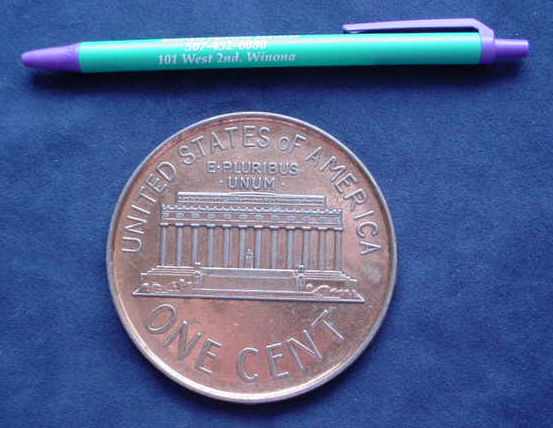 507-452-6080
101 West 2nd, Winona
UNITED STATES OF AMERICA
E·PLURIBUS
·UNUM·
ONE CENT